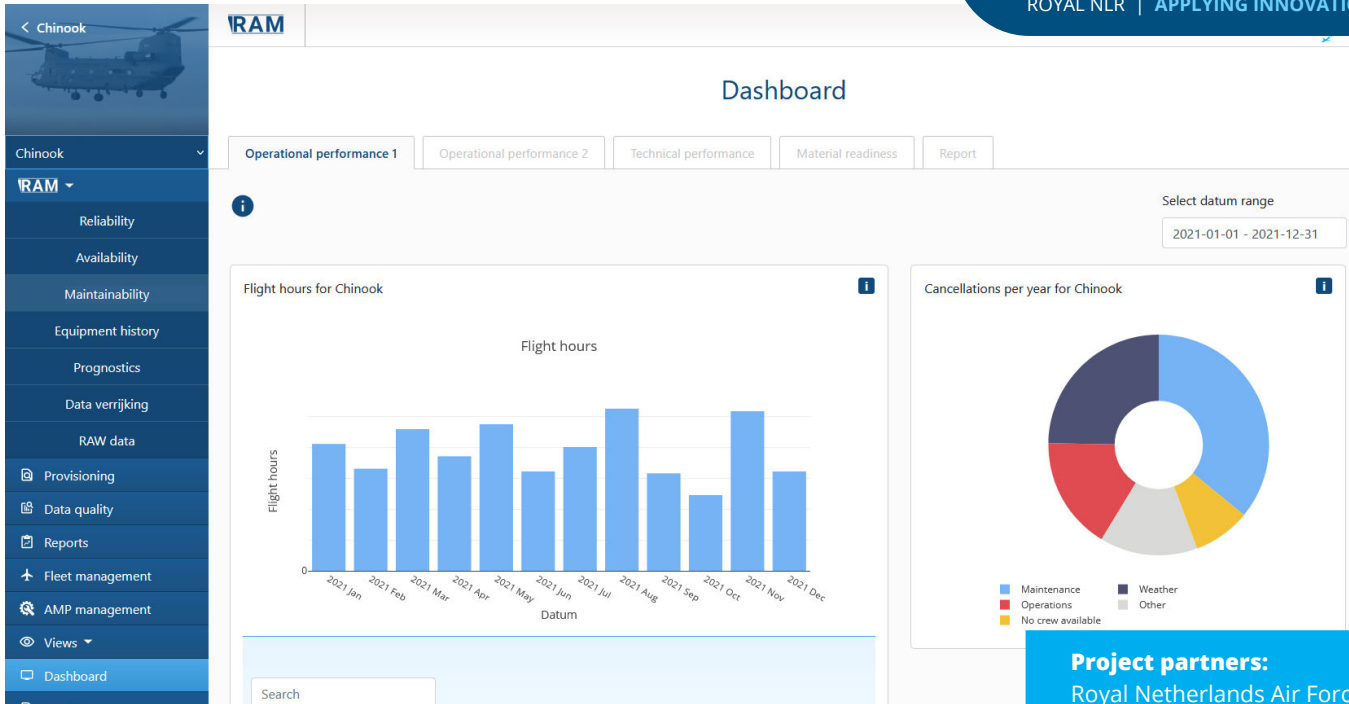 ROYAL NLR | APPLYING INNOVATI
< Chinook
RAM
Dashboard
Chinook
Operational performance 1
Operational performance 2
Technical performance
Material readiness
Report
RAM
Reliability
Availability
Maintainability
Equipment history
Prognostics
Data verrijking
RAW data
Provisioning
Data quality
Reports
Fleet management
AMP management
Views
Dashboard
i
Select datum range
2021-01-01 - 2021-12-31
Flight hours for Chinook
i
Flight hours
Flight hours
0
2021 Jan
2021 Feb
2021 Mar
2021 Apr
2021 May
2021 Jun
2021 Jul
2021 Aug
2021 Sep
2021 Oct
2021 Nov
2021 Dec
Datum
Search
Cancellations per year for Chinook
i
Maintenance
Weather
Operations
Other
No crew available
Project partners:
Royal Netherlands Air Forc